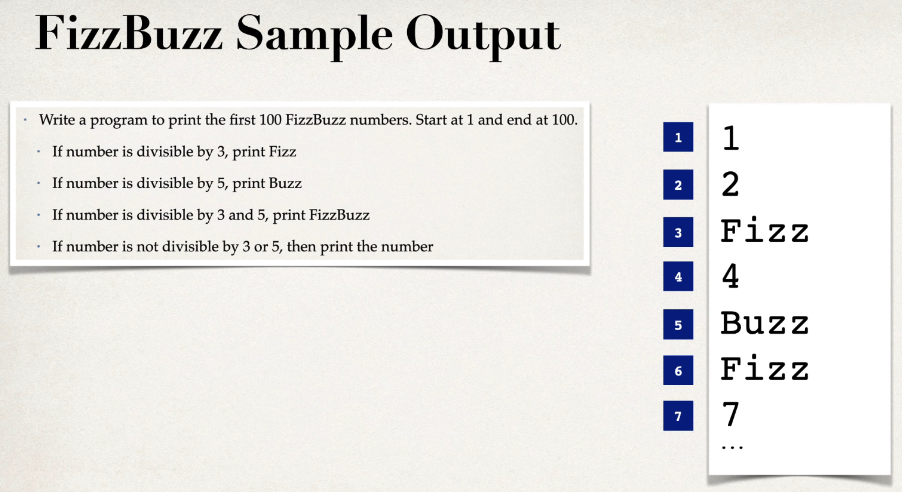 FizzBuzz Sample Output
· Write a program to print the first 100 FizzBuzz numbers. Start at 1 and end at 100.
· If number is divisible by 3, print Fizz
· If number is divisible by 5, print Buzz
· If number is divisible by 3 and 5, print FizzBuzz
· If number is not divisible by 3 or 5, then print the number
1 1
2 2
3 Fizz
4 4
5 Buzz
6 Fizz
7 7
...